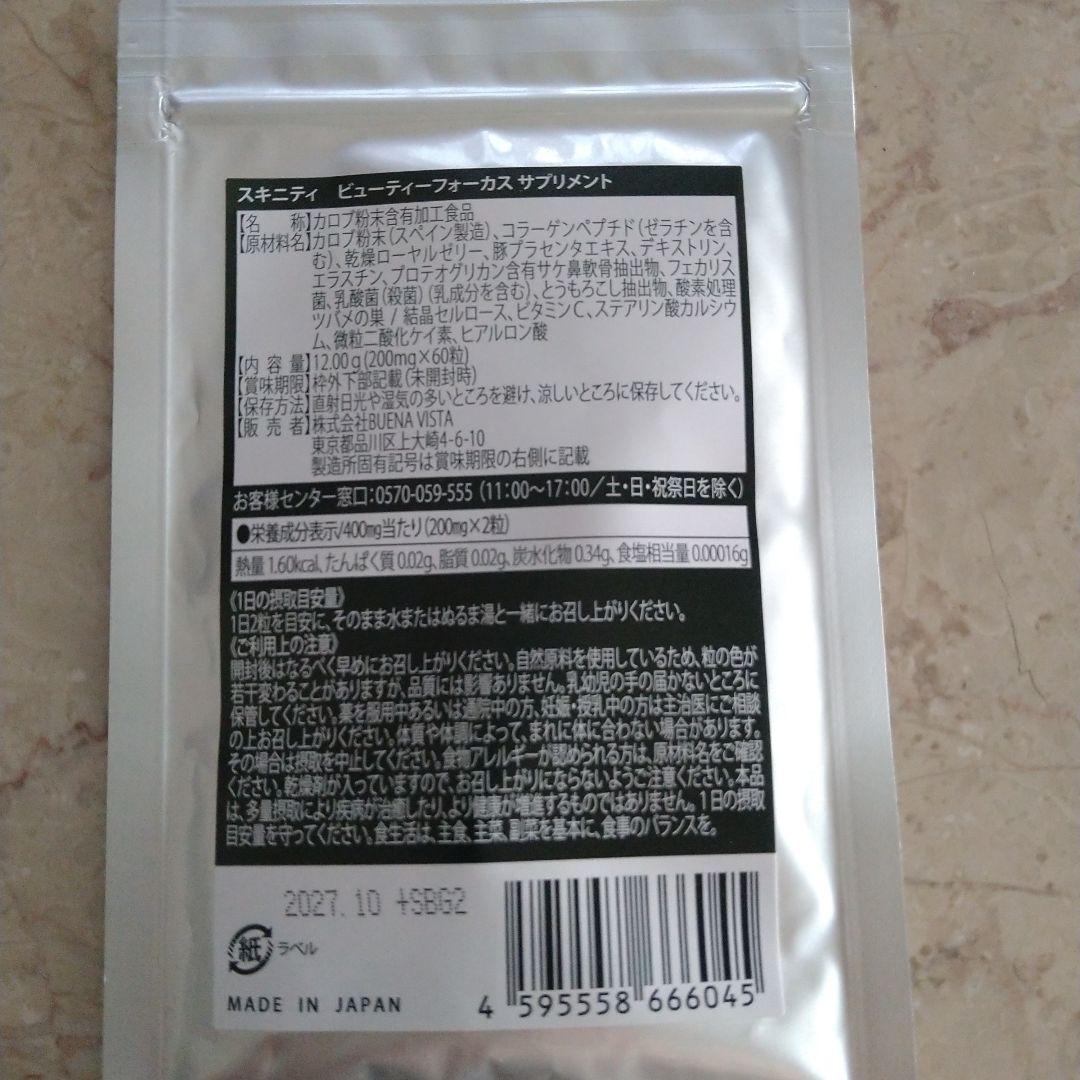 スキニティ　ビューティーフォーカス サプリメント
【名　　称】カロブ粉末含有加工食品
【原材料名】カロブ粉末（スペイン製造）、コラーゲンペプチド（ゼラチンを含
む）、乾燥ローヤルゼリー、豚プラセンタエキス、デキストリン、
エラスチン、プロテオグリカン含有サケ鼻軟骨抽出物、フェカリス
菌、乳酸菌（殺菌）（乳成分を含む）、とうもろこし抽出物、酸素処理
ツバメの巣 / 結晶セルロース、ビタミンC、ステアリン酸カルシウ
ム、微粒二酸化ケイ素、ヒアルロン酸
【内 容 量】12.00g（200mg×60粒）
【賞味期限】枠外下部記載（未開封時）
【保存方法】直射日光や湿気の多いところを避け、涼しいところに保存してください。
【販 売 者】株式会社BUENA VISTA
東京都品川区上大崎4-6-10
製造所固有記号は賞味期限の右側に記載
お客様センター窓口：0570-059-555（11：00〜17：00／土・日・祝祭日を除く）
●栄養成分表示/400mg当たり（200mg×2粒）
熱量 1.60kcal、たんぱく質 0.02g、脂質 0.02g、炭水化物 0.34g、食塩相当量 0.00016g
《1日の摂取目安量》
1日2粒を目安に、そのまま水またはぬるま湯と一緒にお召し上がりください。
《ご利用上の注意》
開封後はなるべく早めにお召し上がりください。自然原料を使用しているため、粒の色が
若干変わることがありますが、品質には影響ありません。乳幼児の手の届かないところに
保管してください。薬を服用中あるいは通院中の方、妊娠・授乳中の方は主治医にご相談
の上お召し上がりください。体質や体調によって、まれに体に合わない場合があります。
その場合は摂取を中止してください。食物アレルギーが認められる方は、原材料名をご確認
ください。乾燥剤が入っていますので、お召し上がりにならないようご注意ください。本品
は、多量摂取により疾病が治癒したり、より健康が増進するものではありません。1日の摂取
目安量を守ってください。食生活は、主食、主菜、副菜を基本に、食事のバランスを。
2027.10 +SBG2
紙 ラベル
MADE IN JAPAN
4 595558 666045